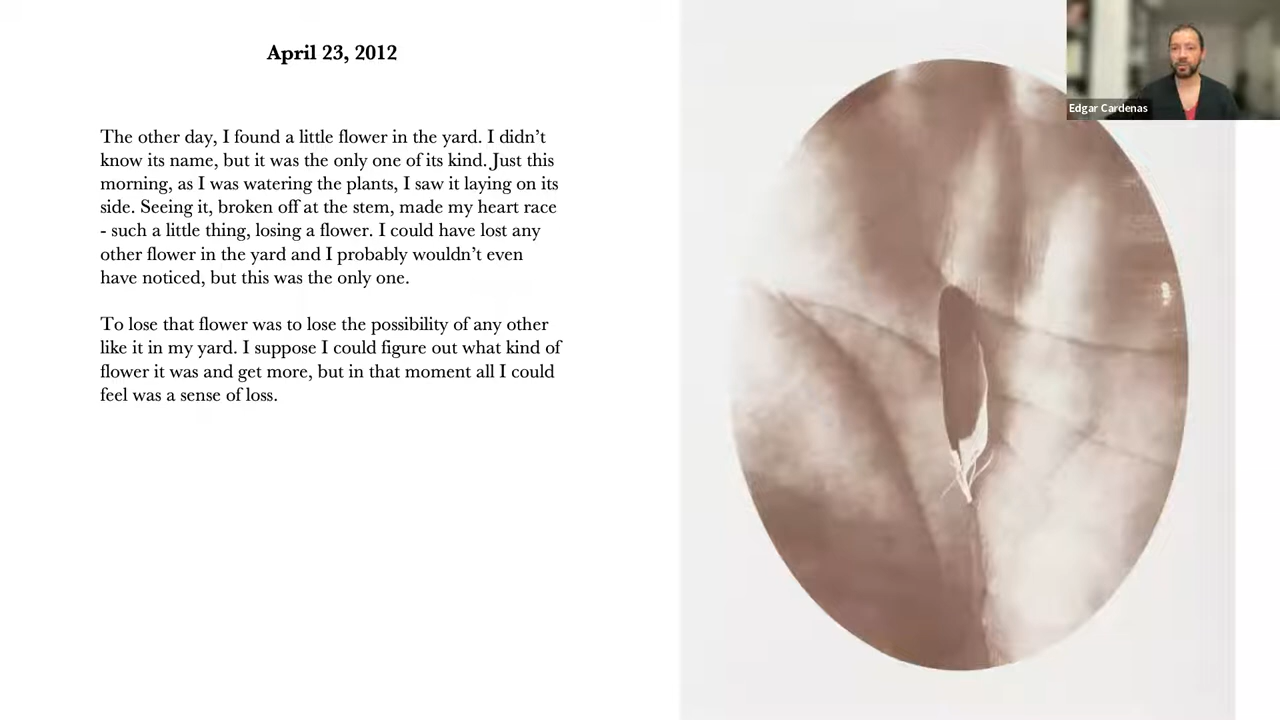 April 23, 2012
The other day, I found a little flower in the yard. I didn’t
know its name, but it was the only one of its kind. Just this
morning, as I was watering the plants, I saw it laying on its
side. Seeing it, broken off at the stem, made my heart race
- such a little thing, losing a flower. I could have lost any
other flower in the yard and I probably wouldn’t even
have noticed, but this was the only one.
To lose that flower was to lose the possibility of any other
like it in my yard. I suppose I could figure out what kind of
flower it was and get more, but in that moment all I could
feel was a sense of loss.
Edgar Cardenas